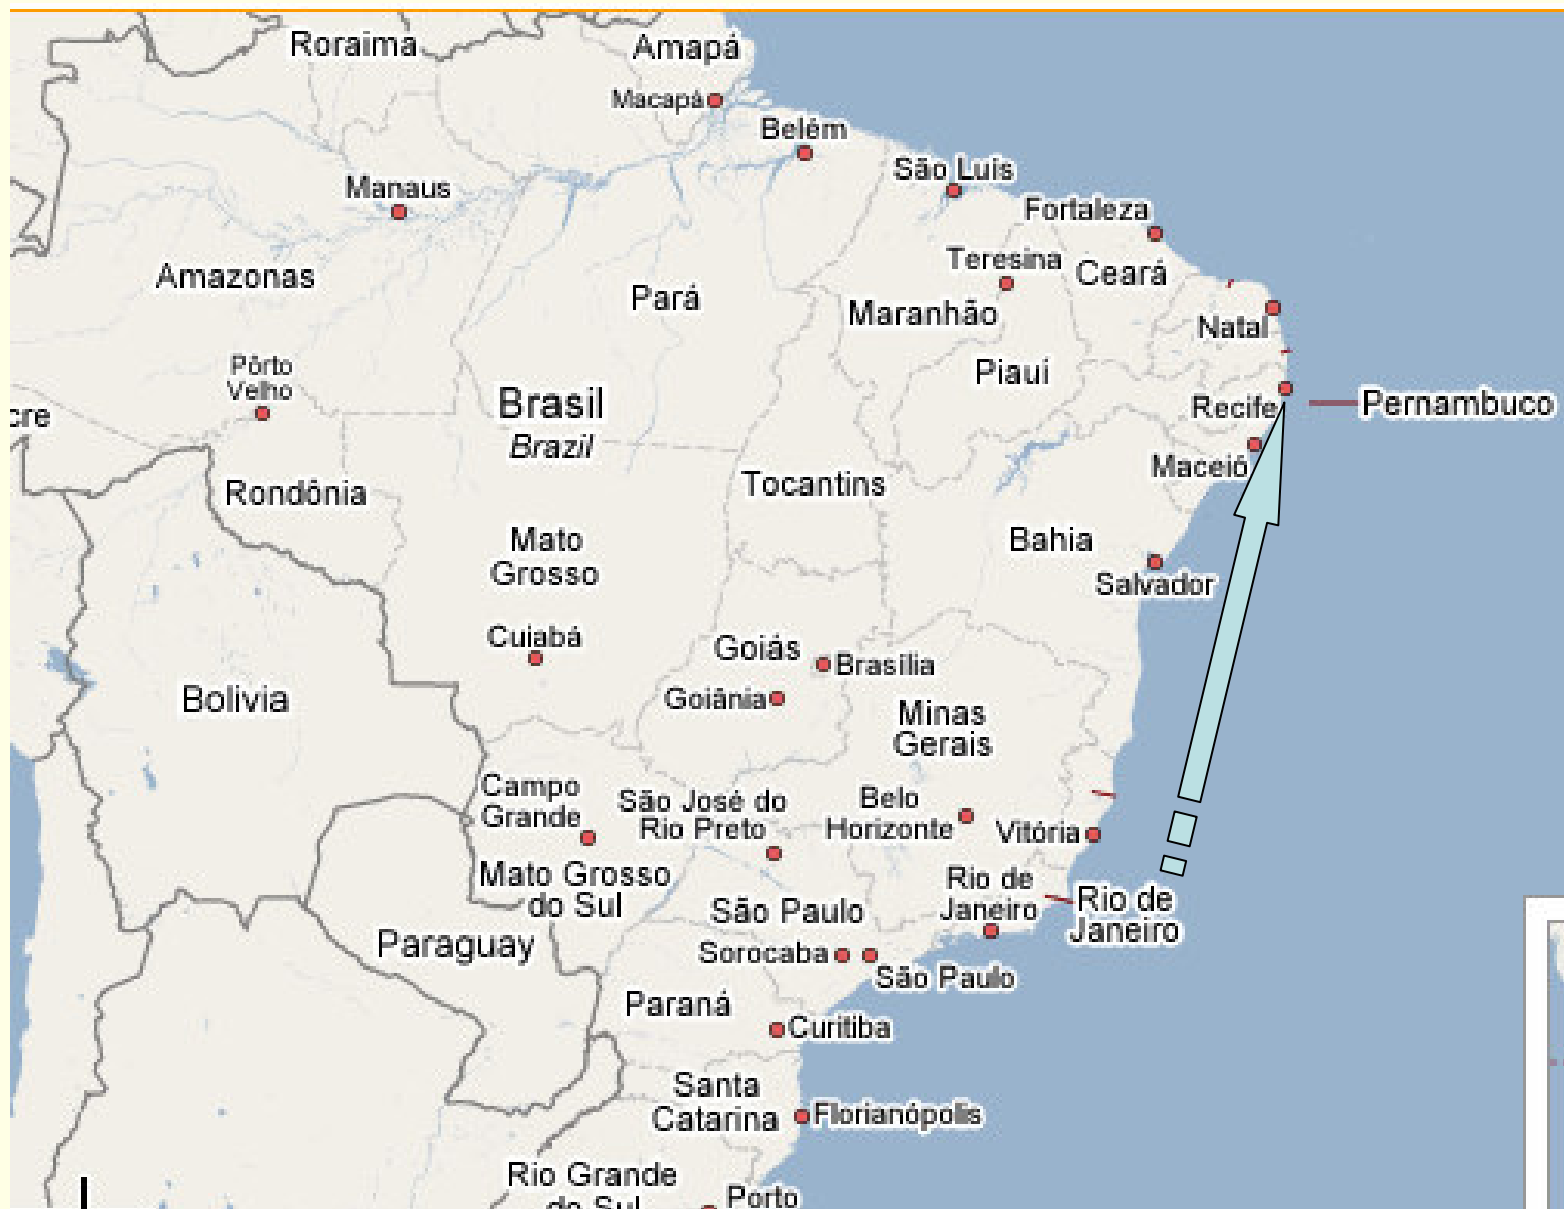 Roraima
Amapá
Macapá
Belém
São Luís
Manaus
Fortaleza
Teresina
Ceará
Amazonas
Pará
Maranhão
Natal
Piauí
Pôrto
Velho
cre
Brasil
Brazil
Recife
Pernambuco
Maceió
Rondônia
Tocantins
Mato
Grosso
Bahia
Salvador
Cuiabá
Goiás
Brasília
Goiânia
Bolivia
Minas
Gerais
Campo
Grande
São José do
Rio Preto
Belo
Horizonte
Vitória
Mato Grosso
do Sul
São Paulo
Rio de
Janeiro
Rio de
Janeiro
Paraguay
Sorocaba
São Paulo
Paraná
Curitiba
Santa
Catarina
Florianópolis
Rio Grande
do Sul
Porto